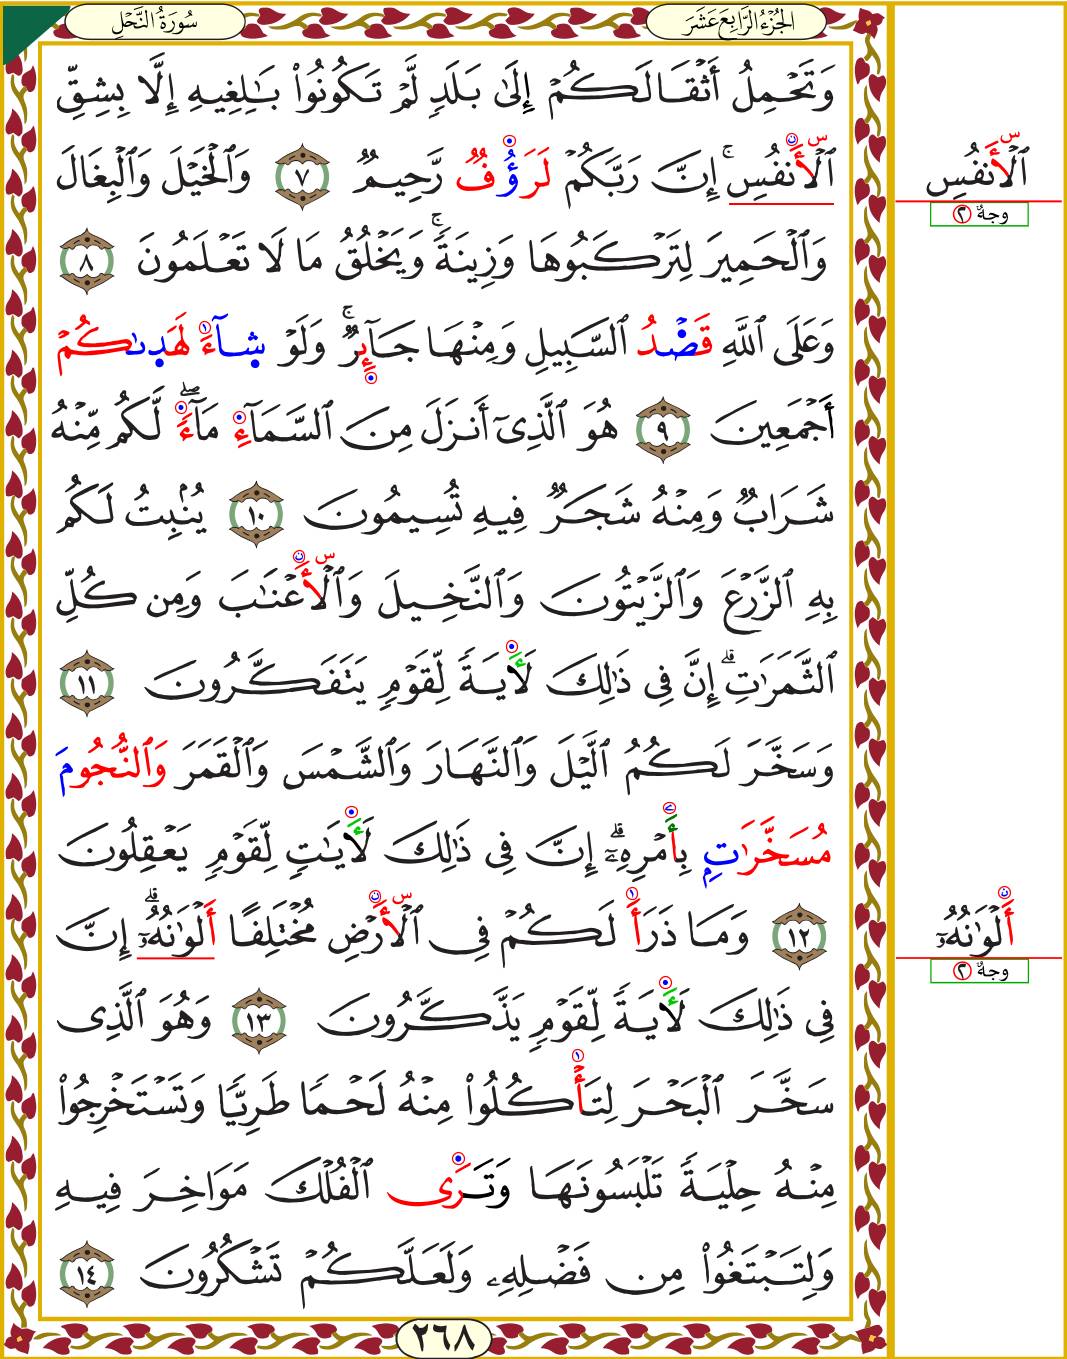 الجُزْءُ الرَّابِعَ عَشَرَ
سُورَةُ النَّحْلِ
وَتَحْمِلُ أَثْقَالَكُمْ إِلَىٰ بَلَدٍ لَّمْ تَكُونُوا۟ بَـٰلِغِيهِ إِلَّا بِشِقِّ
ٱلْأَنفُسِ ۚ إِنَّ رَبَّكُمْ لَرَؤُفٌ رَّحِيمٌ ٧ وَٱلْخَيْلَ وَٱلْبِغَالَ
وَٱلْحَمِيرَ لِتَرْكَبُوهَا وَزِينَةً ۚ وَيَخْلُقُ مَا لَا تَعْلَمُونَ ٨
وَعَلَى ٱللَّهِ قَصْدُ ٱلسَّبِيلِ وَمِنْهَا جَآئِرٌ ۚ وَلَوْ شَآءَ لَهَدَىٰكُمْ
أَجْمَعِينَ ٩ هُوَ ٱلَّذِىٓ أَنزَلَ مِنَ ٱلسَّمَآءِ مَآءً ۖ لَّكُم مِّنْهُ
شَرَابٌ وَمِنْهُ شَجَرٌ فِيهِ تُسِيمُونَ ١٠ يُنۢبِتُ لَكُم
بِهِ ٱلزَّرْعَ وَٱلزَّيْتُونَ وَٱلنَّخِيلَ وَٱلْأَعْنَـٰبَ وَمِن كُلِّ
ٱلثَّمَرَٰتِ ۗ إِنَّ فِى ذَٰلِكَ لَأَيَةً لِّقَوْمٍ يَتَفَكَّرُونَ ١١
وَسَخَّرَ لَكُمُ ٱلَّيْلَ وَٱلنَّهَارَ وَٱلشَّمْسَ وَٱلْقَمَرَ وَٱلنُّجُومَ
مُسَخَّرَٰتٍۭ بِأَمْرِهِۦٓ ۗ إِنَّ فِى ذَٰلِكَ لَأَيَـٰتٍ لِّقَوْمٍ يَعْقِلُونَ
١٢ وَمَا ذَرَأَ لَكُمْ فِى ٱلْأَرْضِ مُخْتَلِفًا أَلْوَٰنُهُۥٓ ۗ إِنَّ
فِى ذَٰلِكَ لَأَيَةً لِّقَوْمٍ يَذَّكَّرُونَ ١٣ وَهُوَ ٱلَّذِى
سَخَّرَ ٱلْبَحْرَ لِتَأْكُلُوا۟ مِنْهُ لَحْمًا طَرِيًّا وَتَسْتَخْرِجُوا۟
مِنْهُ حِلْيَةً تَلْبَسُونَهَا وَتَرَى ٱلْفُلْكَ مَوَاخِرَ فِيهِ
وَلِتَبْتَغُوا۟ مِن فَضْلِهِۦ وَلَعَلَّكُمْ تَشْكُرُونَ ١٤
٢٦٨
ٱلْأَنفُسِ
وجهٌ ٢
أَلْوَٰنُهُۥٓ
وجهٌ ٢